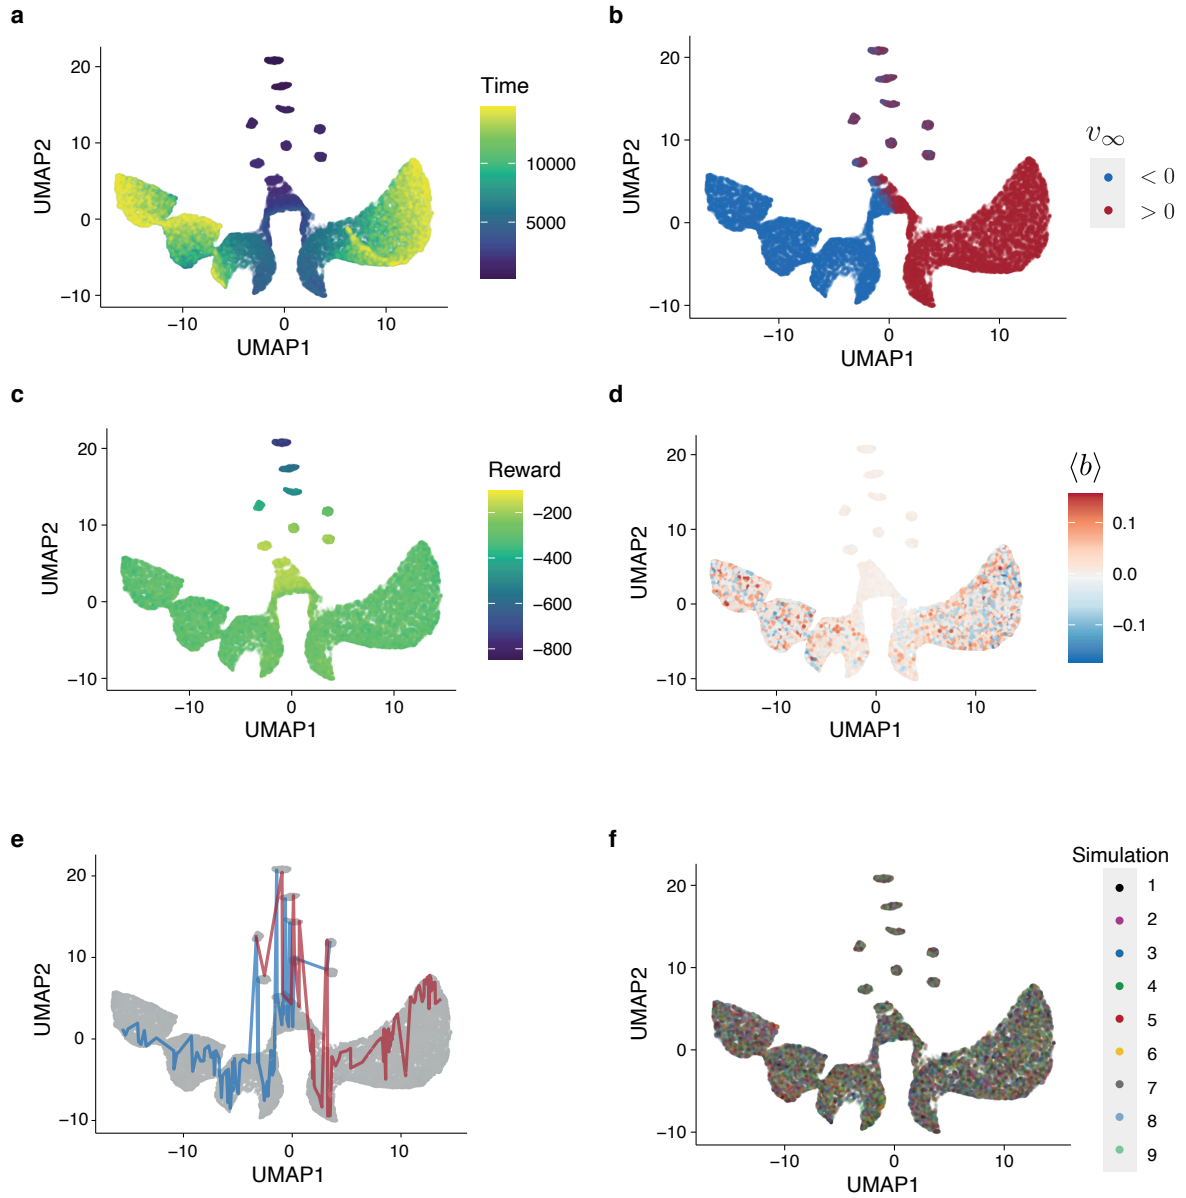 a
UMAP2
20
10
0
−10
−10
0
10
UMAP1
Time
10000
5000
b
UMAP2
20
10
0
−10
−10
0
10
UMAP1
v∞
< 0
> 0
c
UMAP2
20
10
0
−10
−10
0
10
UMAP1
Reward
−200
−400
−600
−800
d
UMAP2
20
10
0
−10
−10
0
10
UMAP1
⟨b⟩
0.1
0.0
−0.1
e
UMAP2
20
10
0
−10
−10
0
10
UMAP1
f
UMAP2
20
10
0
−10
−10
0
10
UMAP1
Simulation
1
2
3
4
5
6
7
8
9